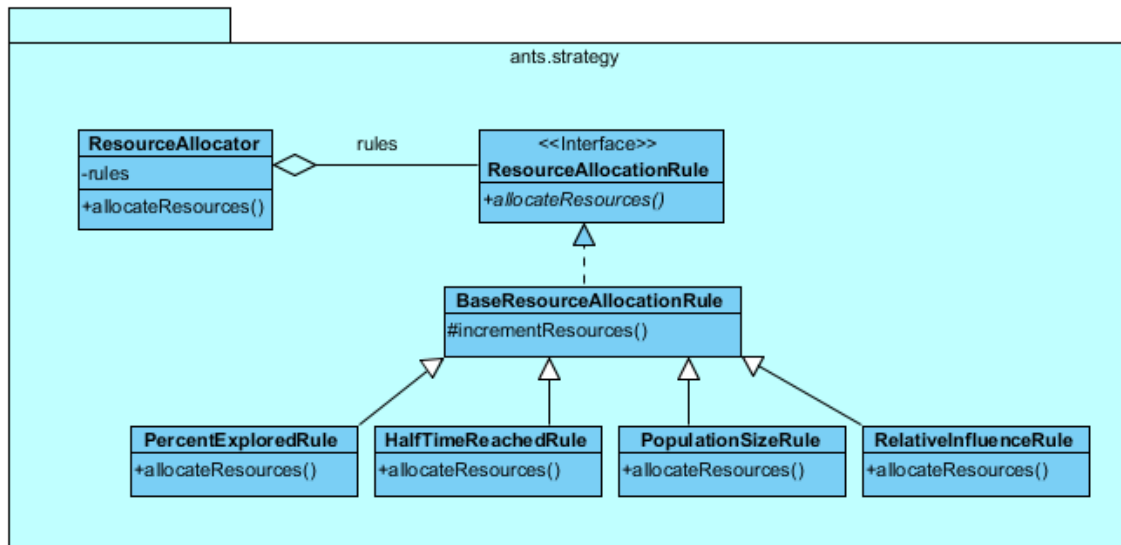 ants.strategy
ResourceAllocator
-rules
+allocateResources()
rules
<<Interface>>
ResourceAllocationRule
+allocateResources()
BaseResourceAllocationRule
#incrementResources()
PercentExploredRule
+allocateResources()
HalfTimeReachedRule
+allocateResources()
PopulationSizeRule
+allocateResources()
RelativeInfluenceRule
+allocateResources()